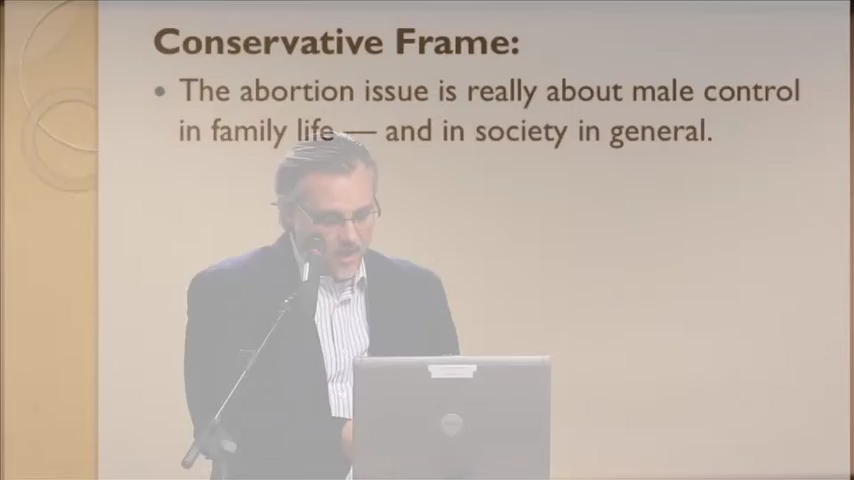 Conservative Frame:
• The abortion issue is really about male control
in family life — and in society in general.